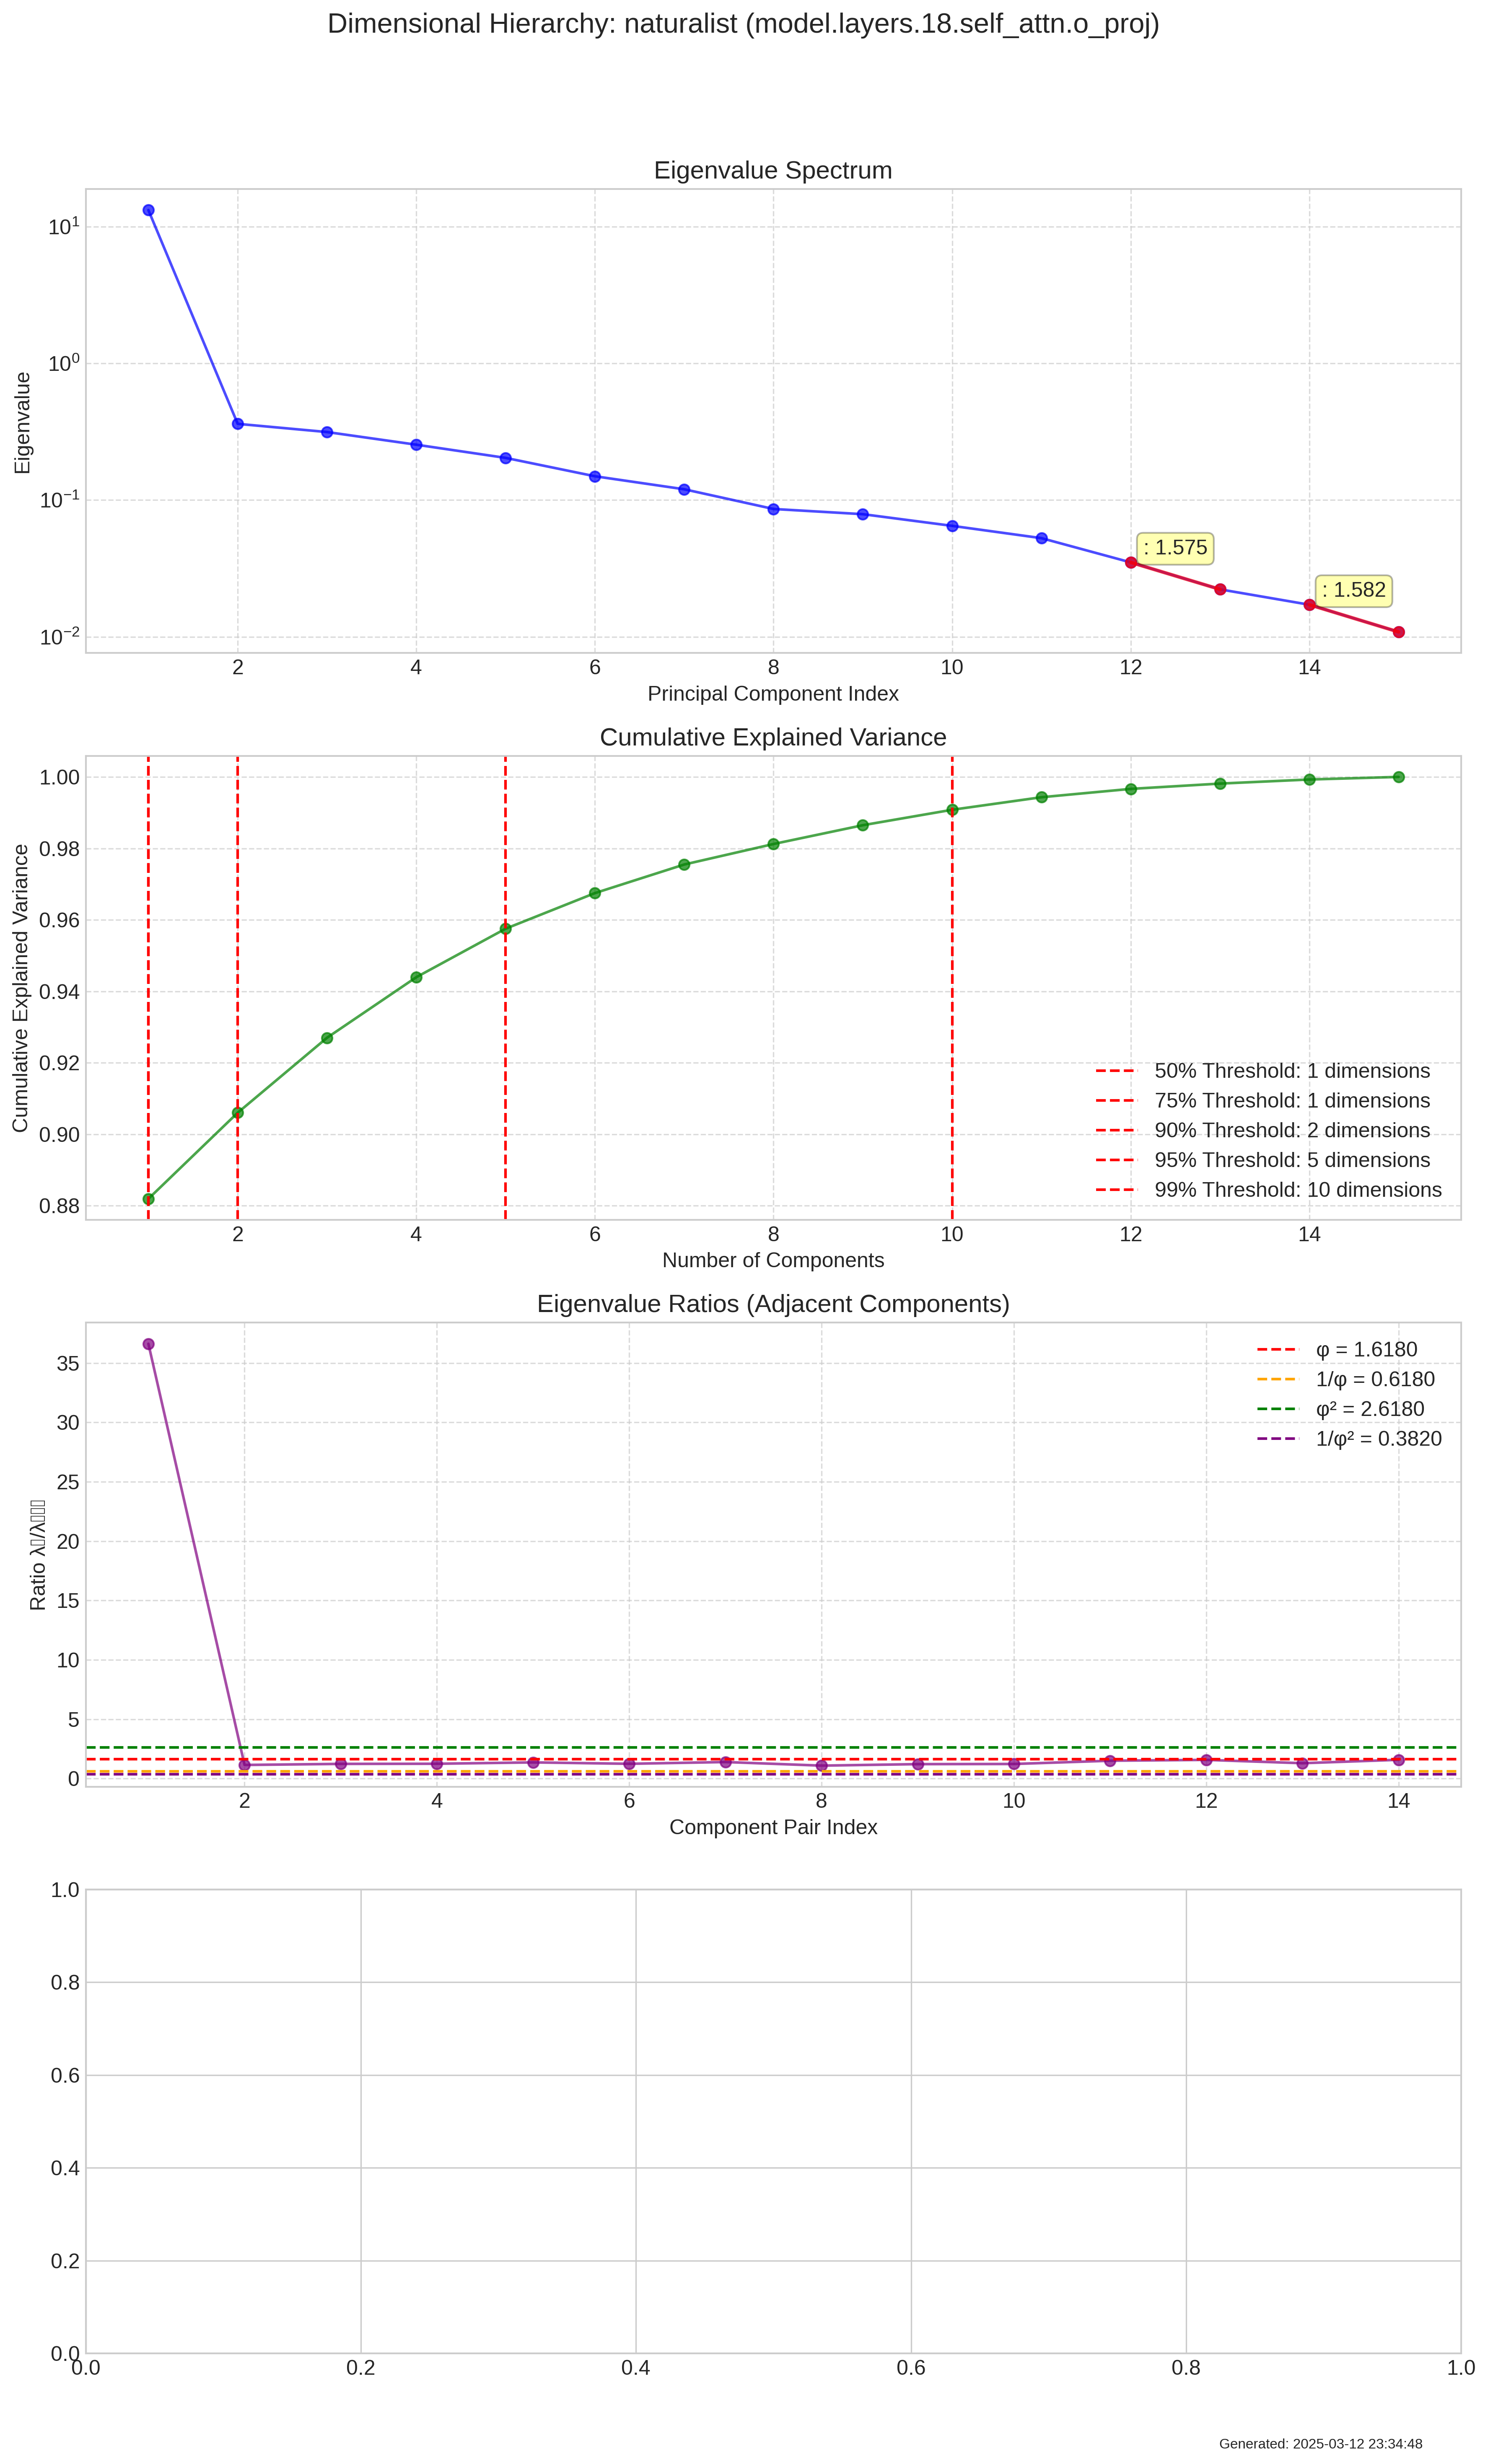 Dimensional Hierarchy: naturalist (model.layers.18.self_attn.o_proj)
Eigenvalue Spectrum
Eigenvalue
10¹
10⁰
10⁻¹
10⁻²
: 1.575
: 1.582
2 4 6 8 10 12 14
Principal Component Index
Cumulative Explained Variance
Cumulative Explained Variance
1.00
0.98
0.96
0.94
0.92
0.90
0.88
50% Threshold: 1 dimensions
75% Threshold: 1 dimensions
90% Threshold: 2 dimensions
95% Threshold: 5 dimensions
99% Threshold: 10 dimensions
2 4 6 8 10 12 14
Number of Components
Eigenvalue Ratios (Adjacent Components)
Ratio λ▯/λ▯▯▯
35
30
25
20
15
10
5
0
φ = 1.6180
1/φ = 0.6180
φ² = 2.6180
1/φ² = 0.3820
2 4 6 8 10 12 14
Component Pair Index
1.0
0.8
0.6
0.4
0.2
0.0
0.0 0.2 0.4 0.6 0.8 1.0
Generated: 2025-03-12 23:34:48